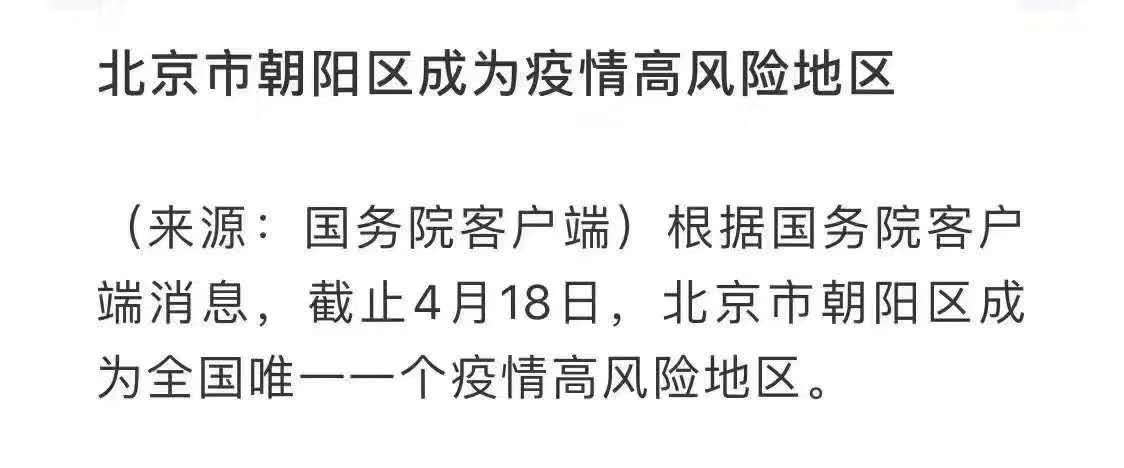 北京市朝阳区成为疫情高风险地区
（来源：国务院客户端）根据国务院客户
端消息，截止4月18日，北京市朝阳区成
为全国唯一一个疫情高风险地区。